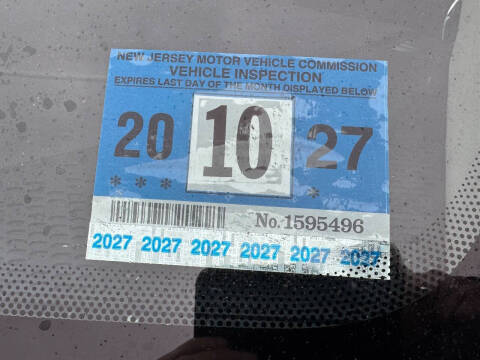 NEW JERSEY MOTOR VEHICLE COMMISSION
VEHICLE INSPECTION
EXPIRES LAST DAY OF THE MONTH DISPLAYED BELOW
20 10 27
* * * *
No. 1595496
2027 2027 2027 2027 2027 2027